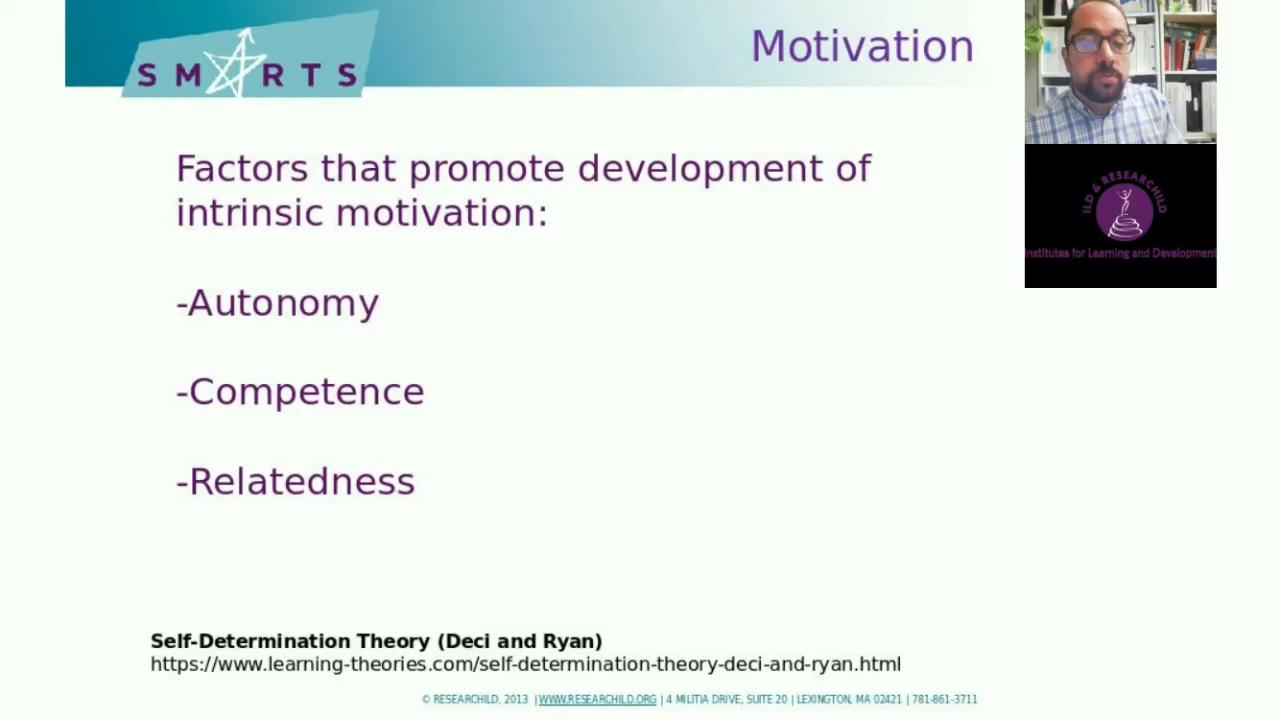 SMARTS
Motivation
Factors that promote development of
intrinsic motivation:
-Autonomy
-Competence
-Relatedness
Self-Determination Theory (Deci and Ryan)
https://www.learning-theories.com/self-determination-theory-deci-and-ryan.html
© RESEARCHILD, 2013 | WWW.RESEARCHILD.ORG | 4 MILITIA DRIVE, SUITE 20 | LEXINGTON, MA 02421 | 781-861-3711
ILD & RESEARCHILD
Institutes for Learning and Development